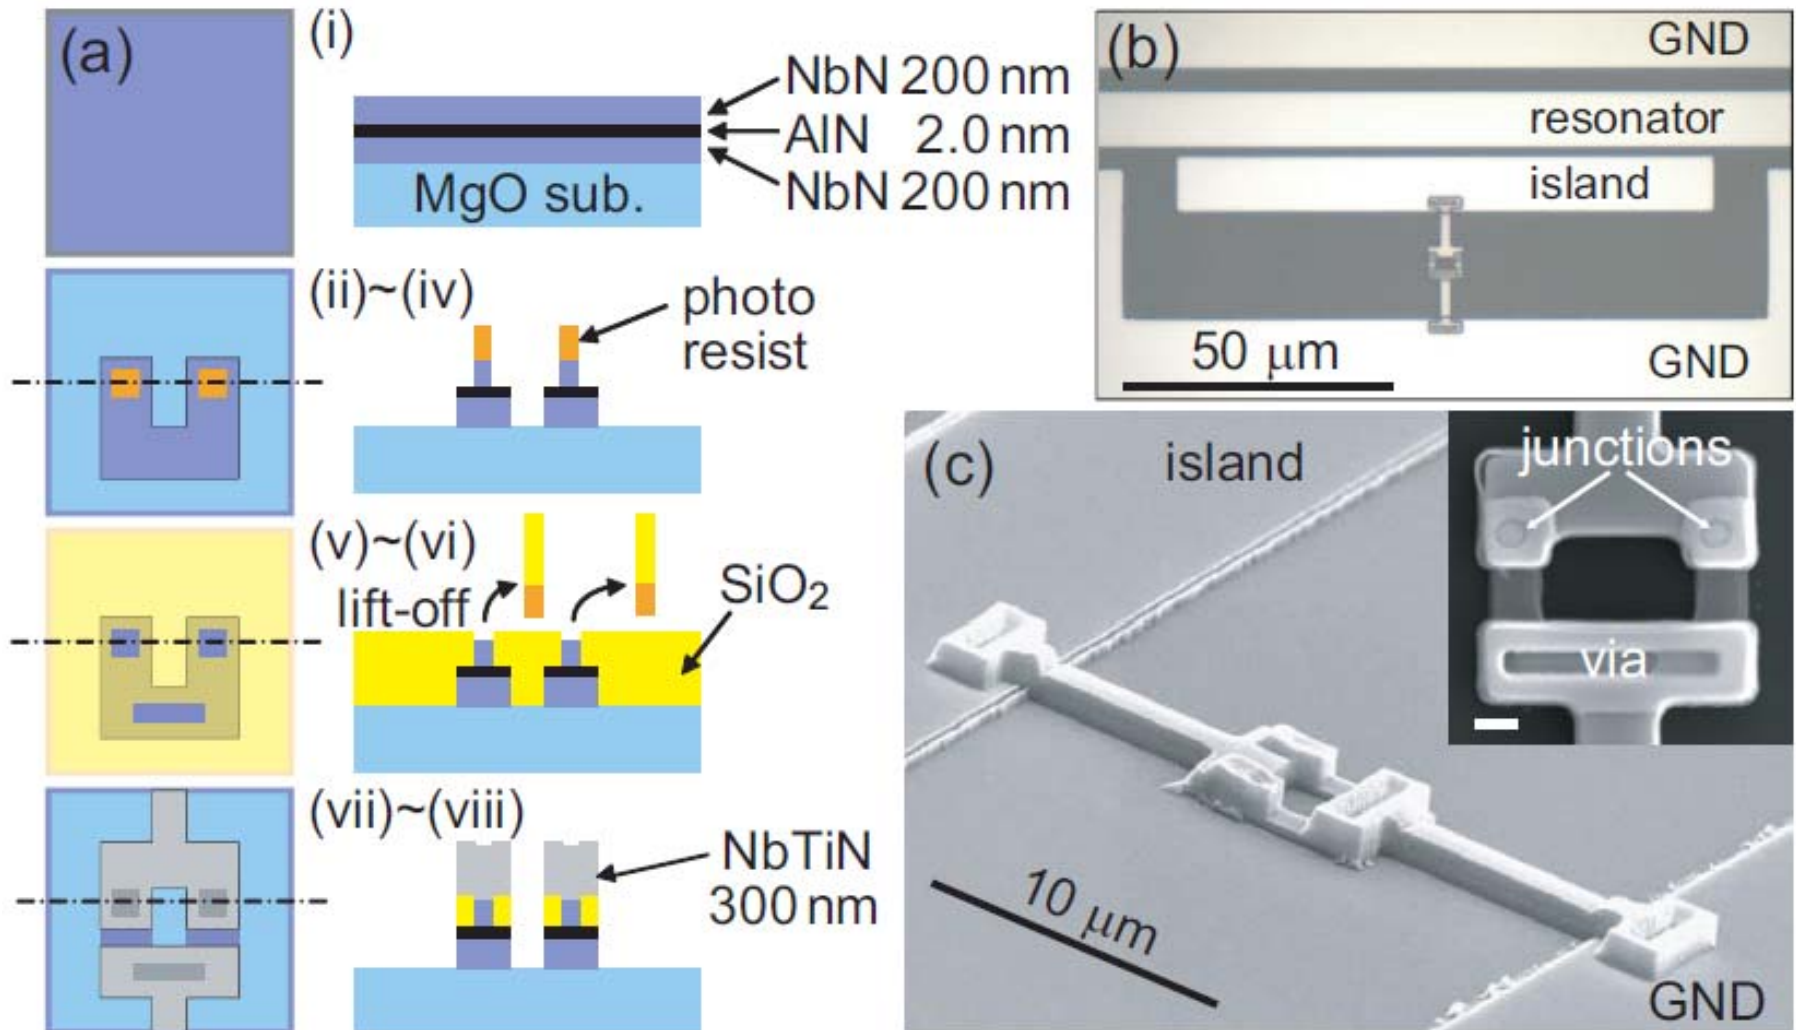 (a)
(i)
NbN 200 nm
AlN 2.0 nm
NbN 200 nm
MgO sub.
(ii)~(iv)
photo
resist
(v)~(vi)
lift-off
SiO₂
(vii)~(viii)
NbTiN
300 nm
(b)
GND
resonator
island
50 μm
GND
(c)
island
junctions
via
10 μm
GND